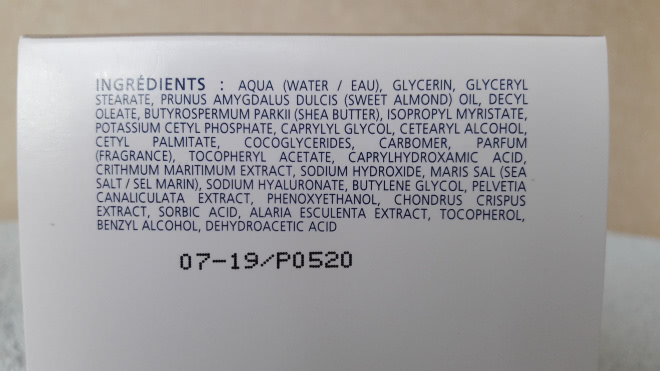 INGRÉDIENTS : AQUA (WATER / EAU), GLYCERIN, GLYCERYL
STEARATE, PRUNUS AMYGDALUS DULCIS (SWEET ALMOND) OIL, DECYL
OLEATE, BUTYROSPERMUM PARKII (SHEA BUTTER), ISOPROPYL MYRISTATE,
POTASSIUM CETYL PHOSPHATE, CAPRYLYL GLYCOL, CETEARYL ALCOHOL,
CETYL PALMITATE, COCOGLYCERIDES, CARBOMER, PARFUM
(FRAGRANCE), TOCOPHERYL ACETATE, CAPRYLHYDROXAMIC ACID,
CRITHMUM MARITIMUM EXTRACT, SODIUM HYDROXIDE, MARIS SAL (SEA
SALT / SEL MARIN), SODIUM HYALURONATE, BUTYLENE GLYCOL, PELVETIA
CANALICULATA EXTRACT, PHENOXYETHANOL, CHONDRUS CRISPUS
EXTRACT, SORBIC ACID, ALARIA ESCULENTA EXTRACT, TOCOPHEROL,
BENZYL ALCOHOL, DEHYDROACETIC ACID
07-19/P0520